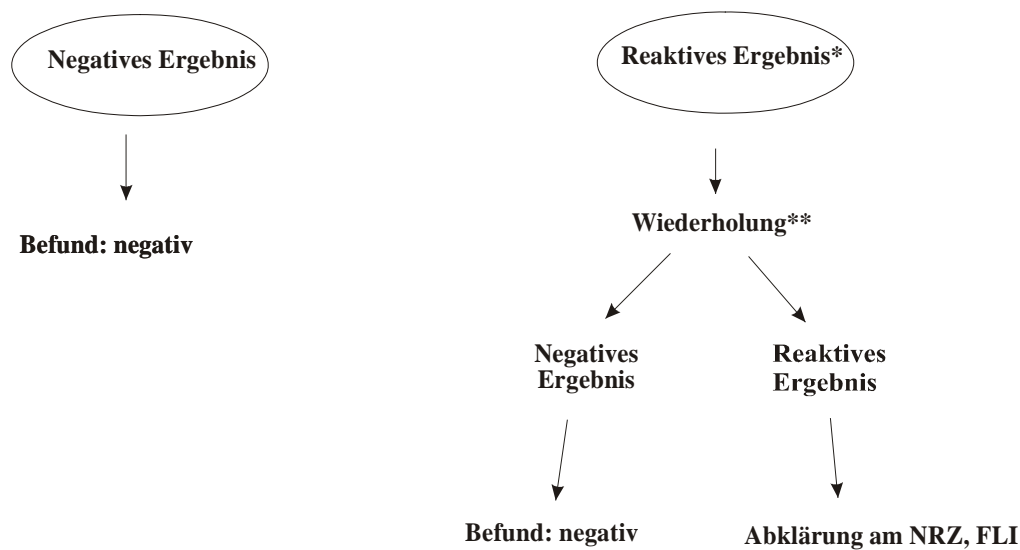 Negatives Ergebnis
Befund: negativ
Reaktives Ergebnis*
Wiederholung**
Negatives
Ergebnis
Befund: negativ
Reaktives
Ergebnis
Abklärung am NRZ, FLI